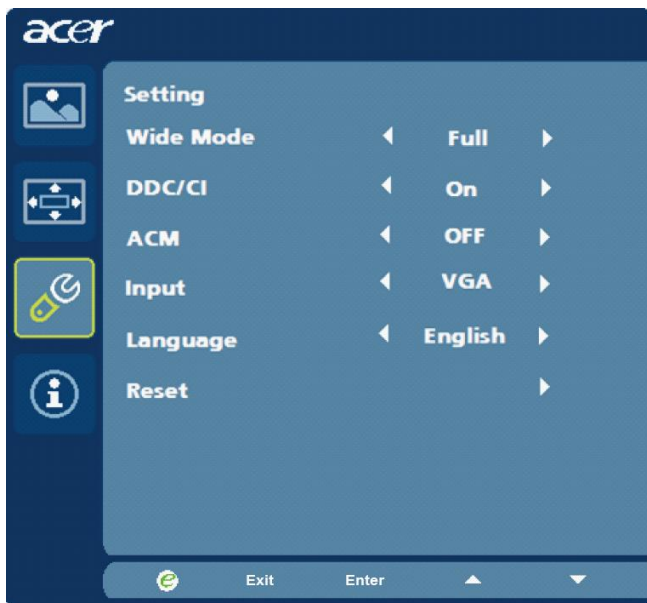 acer
Setting
Wide Mode Full
DDC/CI On
ACM OFF
Input VGA
Language English
Reset
e Exit Enter